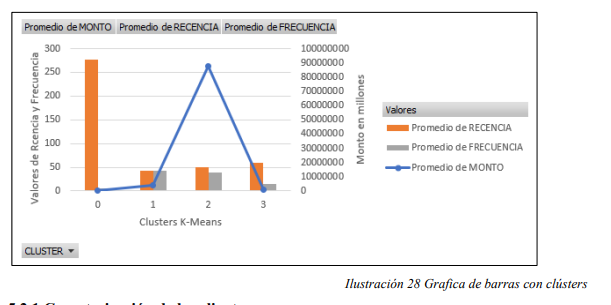 Promedio de MONTO Promedio de RECENCIA Promedio de FRECUENCIA
Valores de Rcencia y Frecuencia
300
250
200
150
100
50
0
100000000
90000000
80000000
70000000
60000000
50000000
40000000
30000000
20000000
10000000
0
Monto en millones
0 1 2 3
Clusters K-Means
Valores
Promedio de RECENCIA
Promedio de FRECUENCIA
Promedio de MONTO
CLUSTER
Ilustración 28 Grafica de barras con clústers